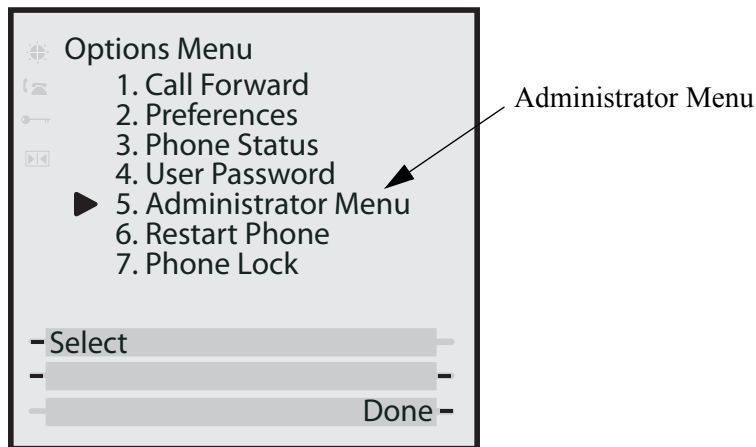 Options Menu
1. Call Forward
2. Preferences
3. Phone Status
4. User Password
5. Administrator Menu
6. Restart Phone
7. Phone Lock
Select
Done
Administrator Menu